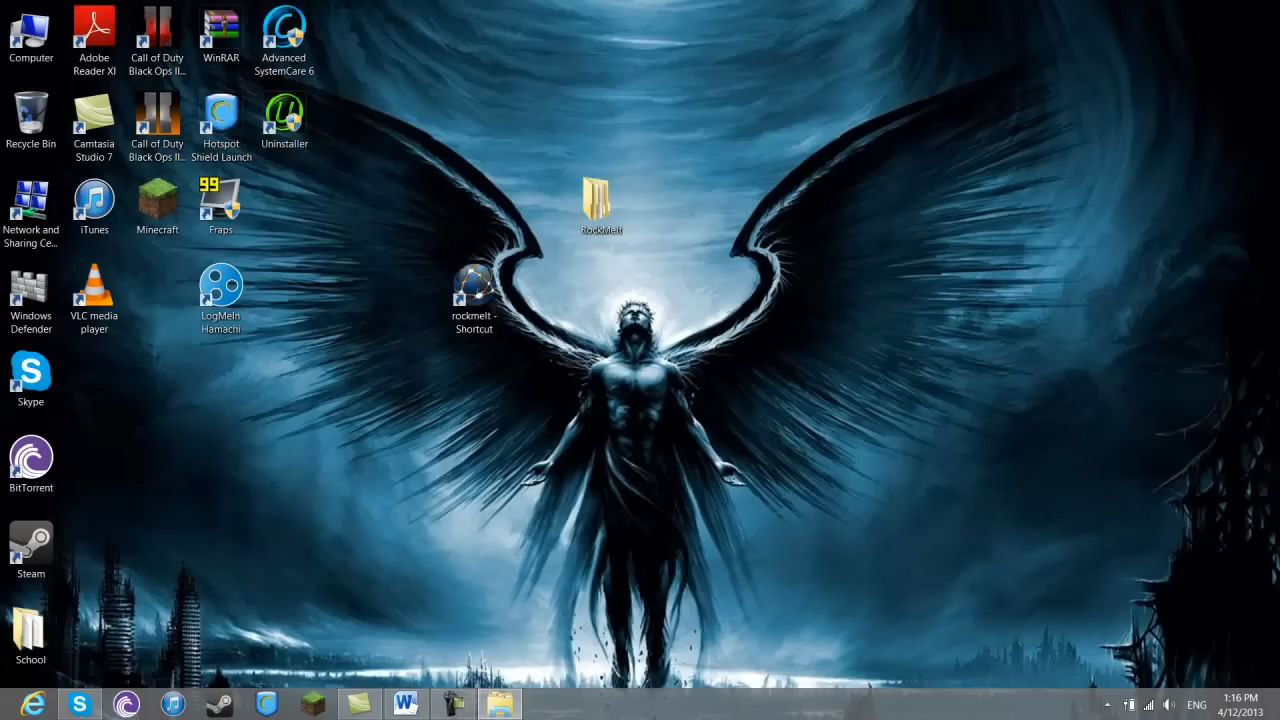 Computer
Adobe
Reader XI
Call of Duty
Black Ops II...
WinRAR
Advanced
SystemCare 6
Recycle Bin
Camtasia
Studio 7
Call of Duty
Black Ops II...
Hotspot
Shield Launch
Uninstaller
Network and
Sharing Ce...
iTunes
Minecraft
99
Fraps
RockMelt
Windows
Defender
VLC media
player
LogMeIn
Hamachi
rockmelt -
Shortcut
Skype
BitTorrent
Steam
School
ENG
1:16 PM
4/12/2013